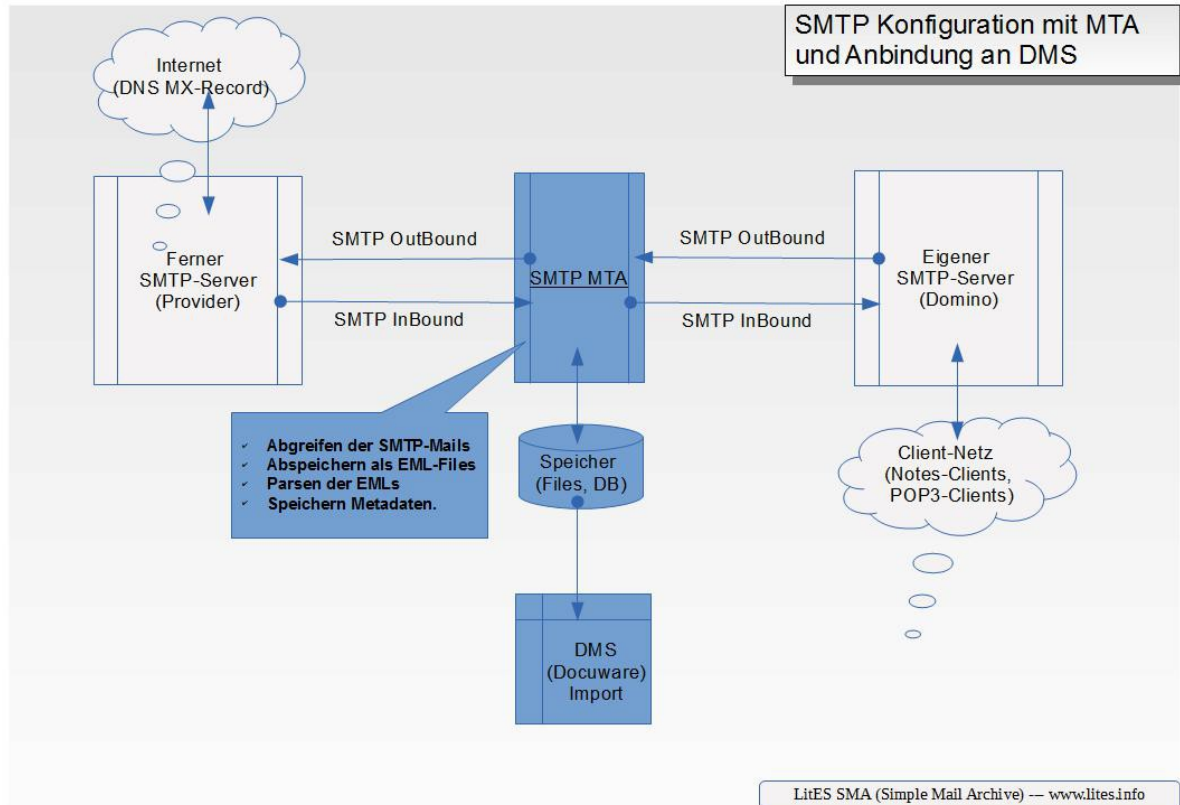 SMTP Konfiguration mit MTA
und Anbindung an DMS
Internet
(DNS MX-Record)
Ferner
SMTP-Server
(Provider)
SMTP OutBound
SMTP InBound
SMTP MTA
SMTP OutBound
SMTP InBound
Eigener
SMTP-Server
(Domino)
✓ Abgreifen der SMTP-Mails
✓ Abspeichern als EML-Files
✓ Parsen der EMLs
✓ Speichern Metadaten.
Speicher
(Files, DB)
Client-Netz
(Notes-Clients,
POP3-Clients)
DMS
(Docuware)
Import
LitES SMA (Simple Mail Archive) --- www.lites.info